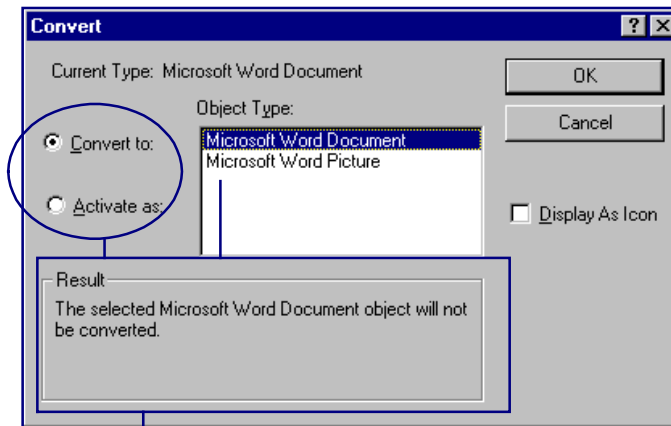 Convert
Current Type: Microsoft Word Document
OK
Object Type:
Cancel
Convert to:
Microsoft Word Document
Microsoft Word Picture
Activate as:
Display As Icon
Result
The selected Microsoft Word Document object will not
be converted.